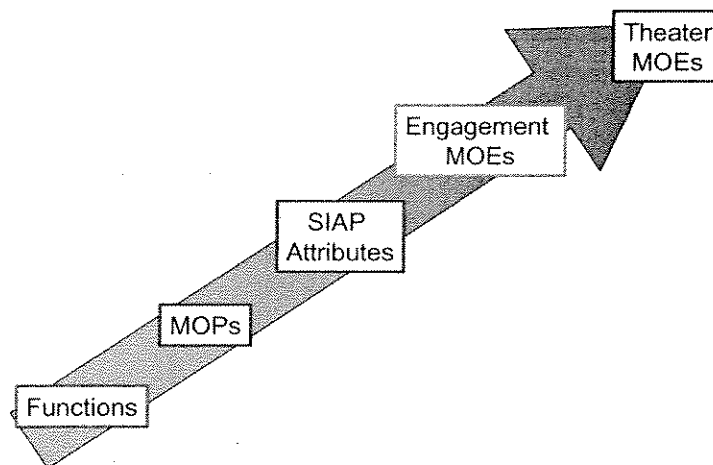 Theater
MOEs
Engagement
MOEs
SIAP
Attributes
MOPs
Functions